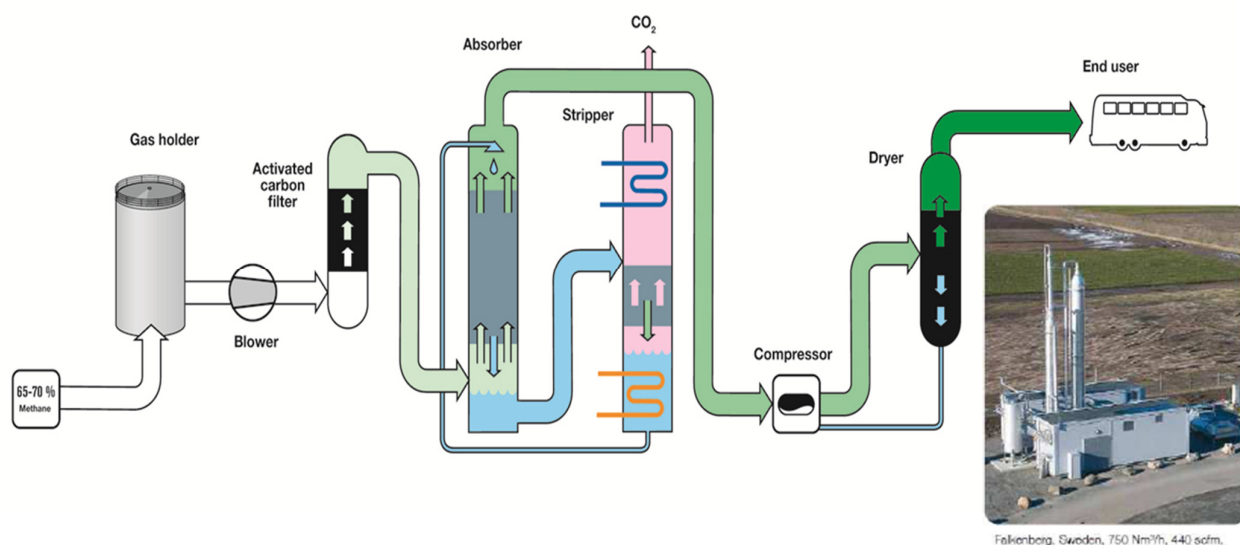 CO₂
Absorber
End user
Gas holder
Stripper
Activated
carbon
filter
Dryer
Blower
Compressor
65-70 %
Methane
Falkenberg, Sweden, 750 Nm³/h, 440 scfm.